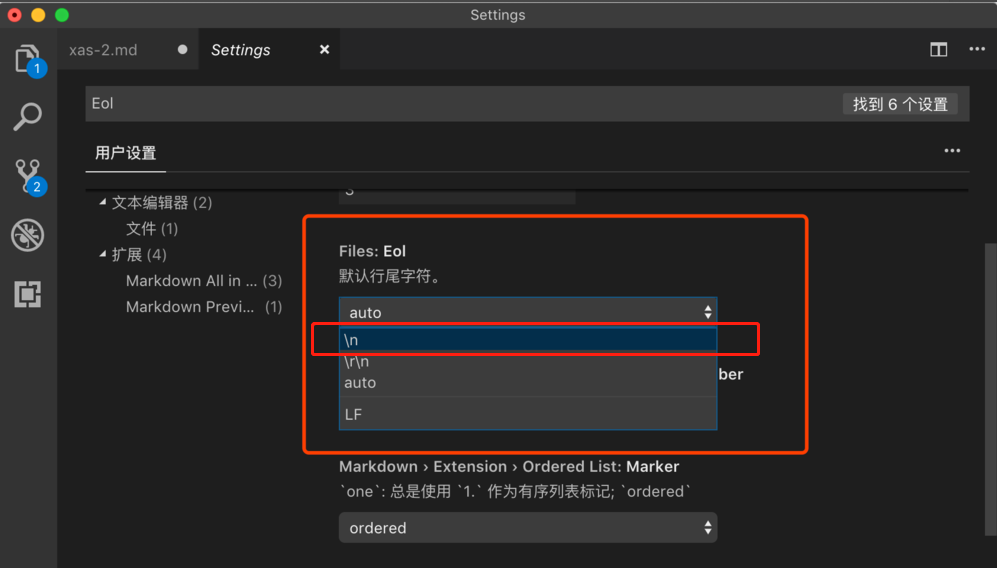 Settings
xas-2.md
Settings
1
Eol
找到 6 个设置
用户设置
2
文本编辑器 (2)
文件 (1)
扩展 (4)
Markdown All in ... (3)
Markdown Previ... (1)
Files: Eol
默认行尾字符。
auto
\n
\r\n
auto
LF
ber
Markdown › Extension › Ordered List: Marker
`one`: 总是使用 `1.` 作为有序列表标记; `ordered`
ordered